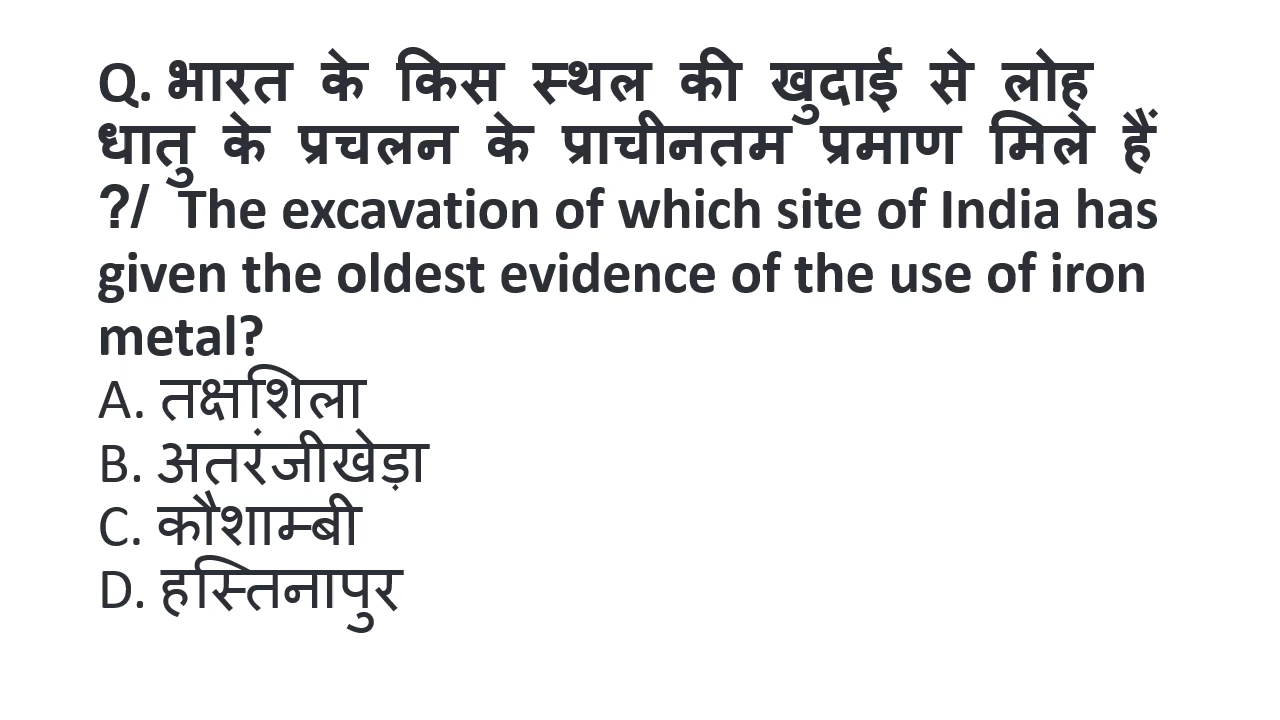 Q. भारत के किस स्थल की खुदाई से लोह
धातु के प्रचलन के प्राचीनतम प्रमाण मिले हैं
?/ The excavation of which site of India has
given the oldest evidence of the use of iron
metal?
A. तक्षशिला
B. अतरंजीखेड़ा
C. कौशाम्बी
D. हस्तिनापुर